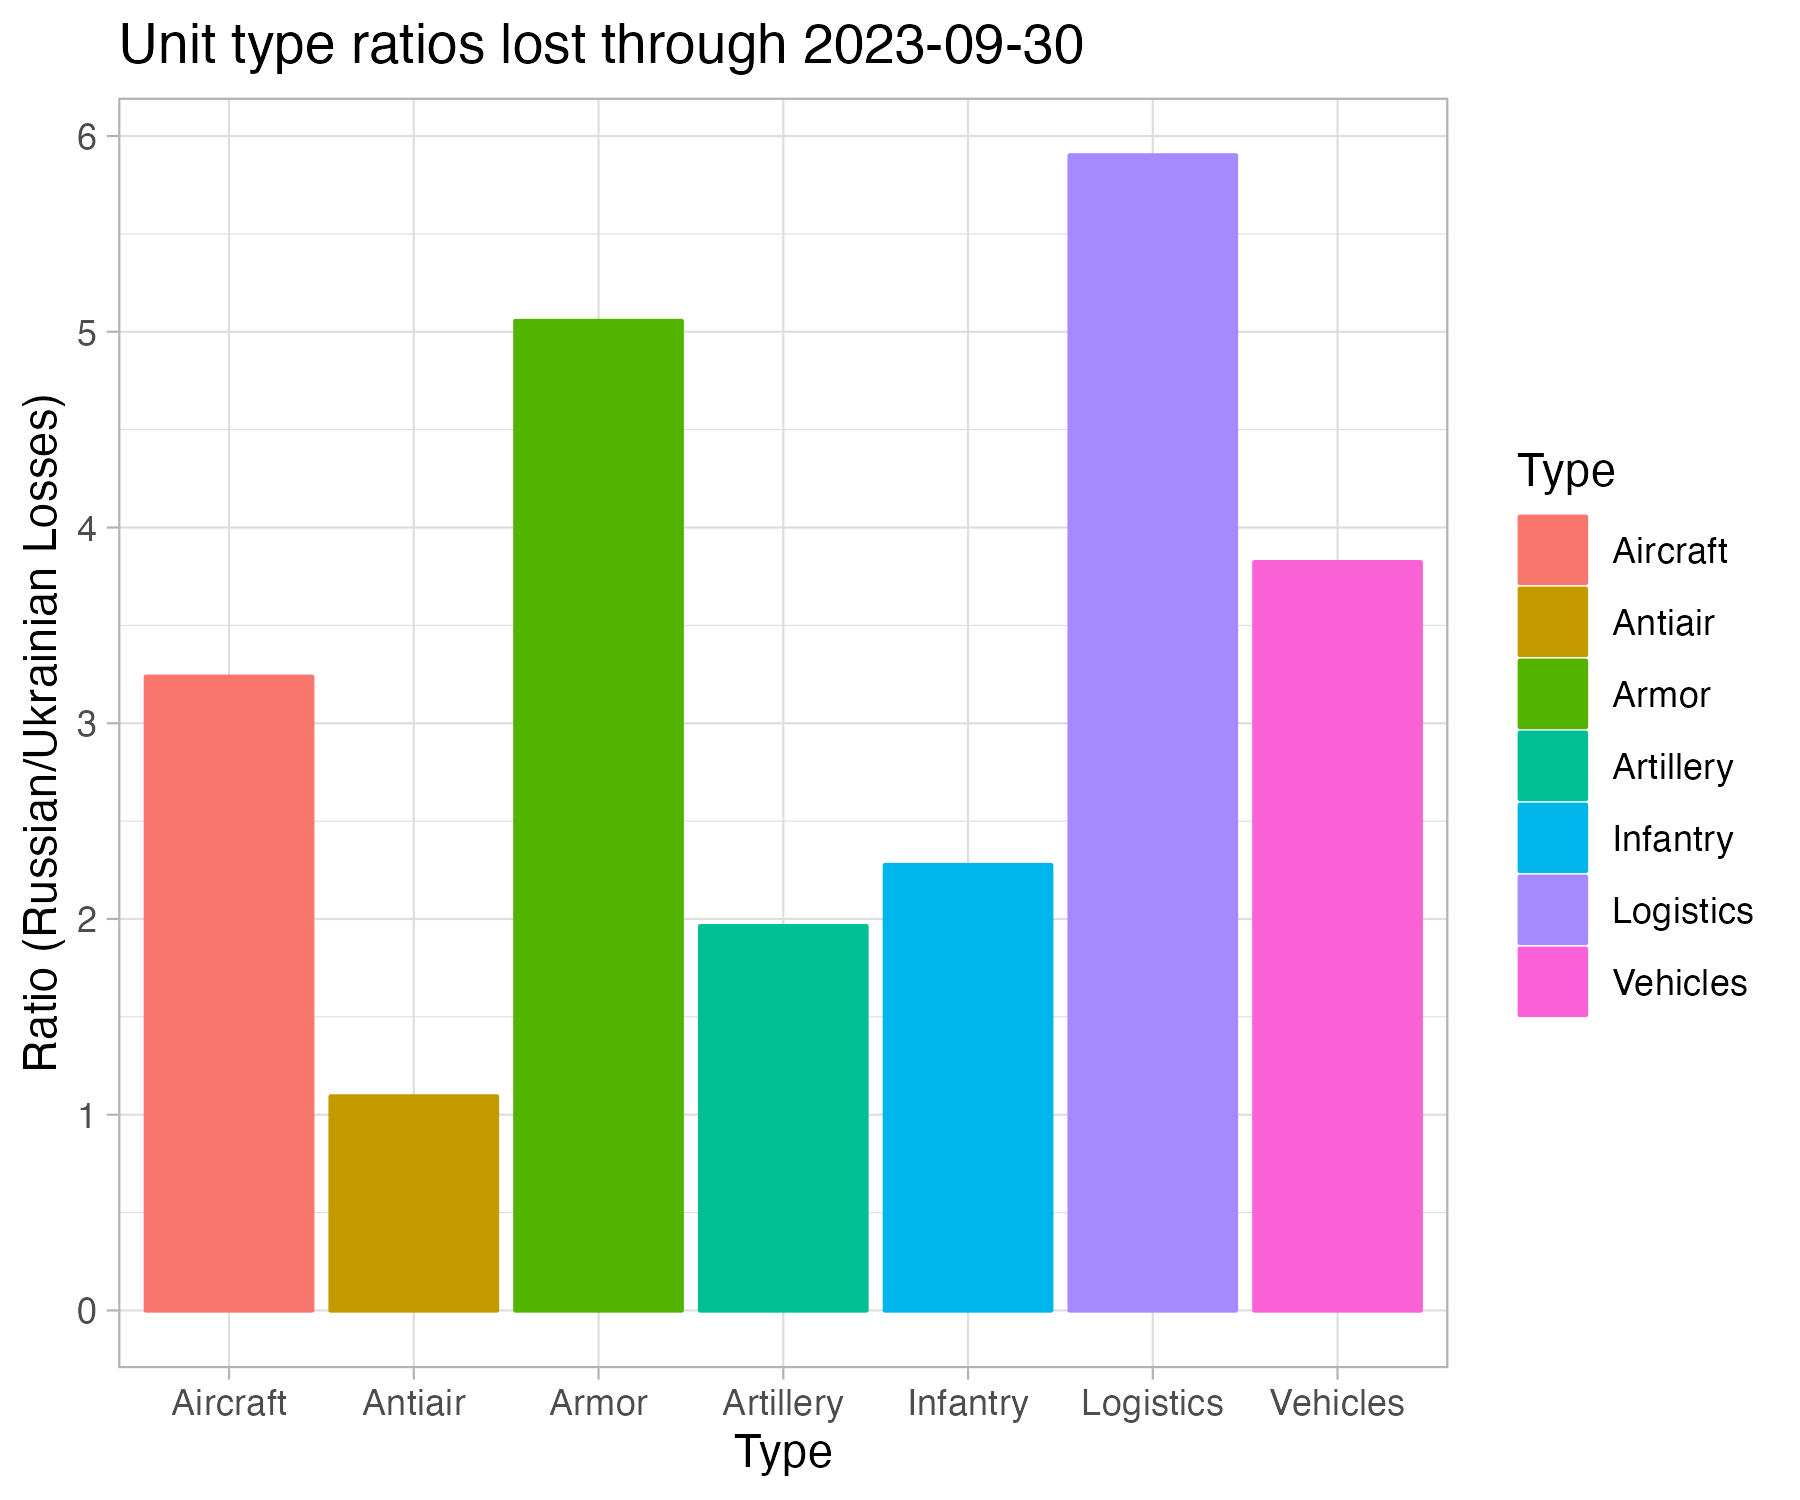 Unit type ratios lost through 2023-09-30
Ratio (Russian/Ukrainian Losses)
6
5
4
3
2
1
0
Aircraft
Antiair
Armor
Artillery
Infantry
Logistics
Vehicles
Type
Type
Aircraft
Antiair
Armor
Artillery
Infantry
Logistics
Vehicles